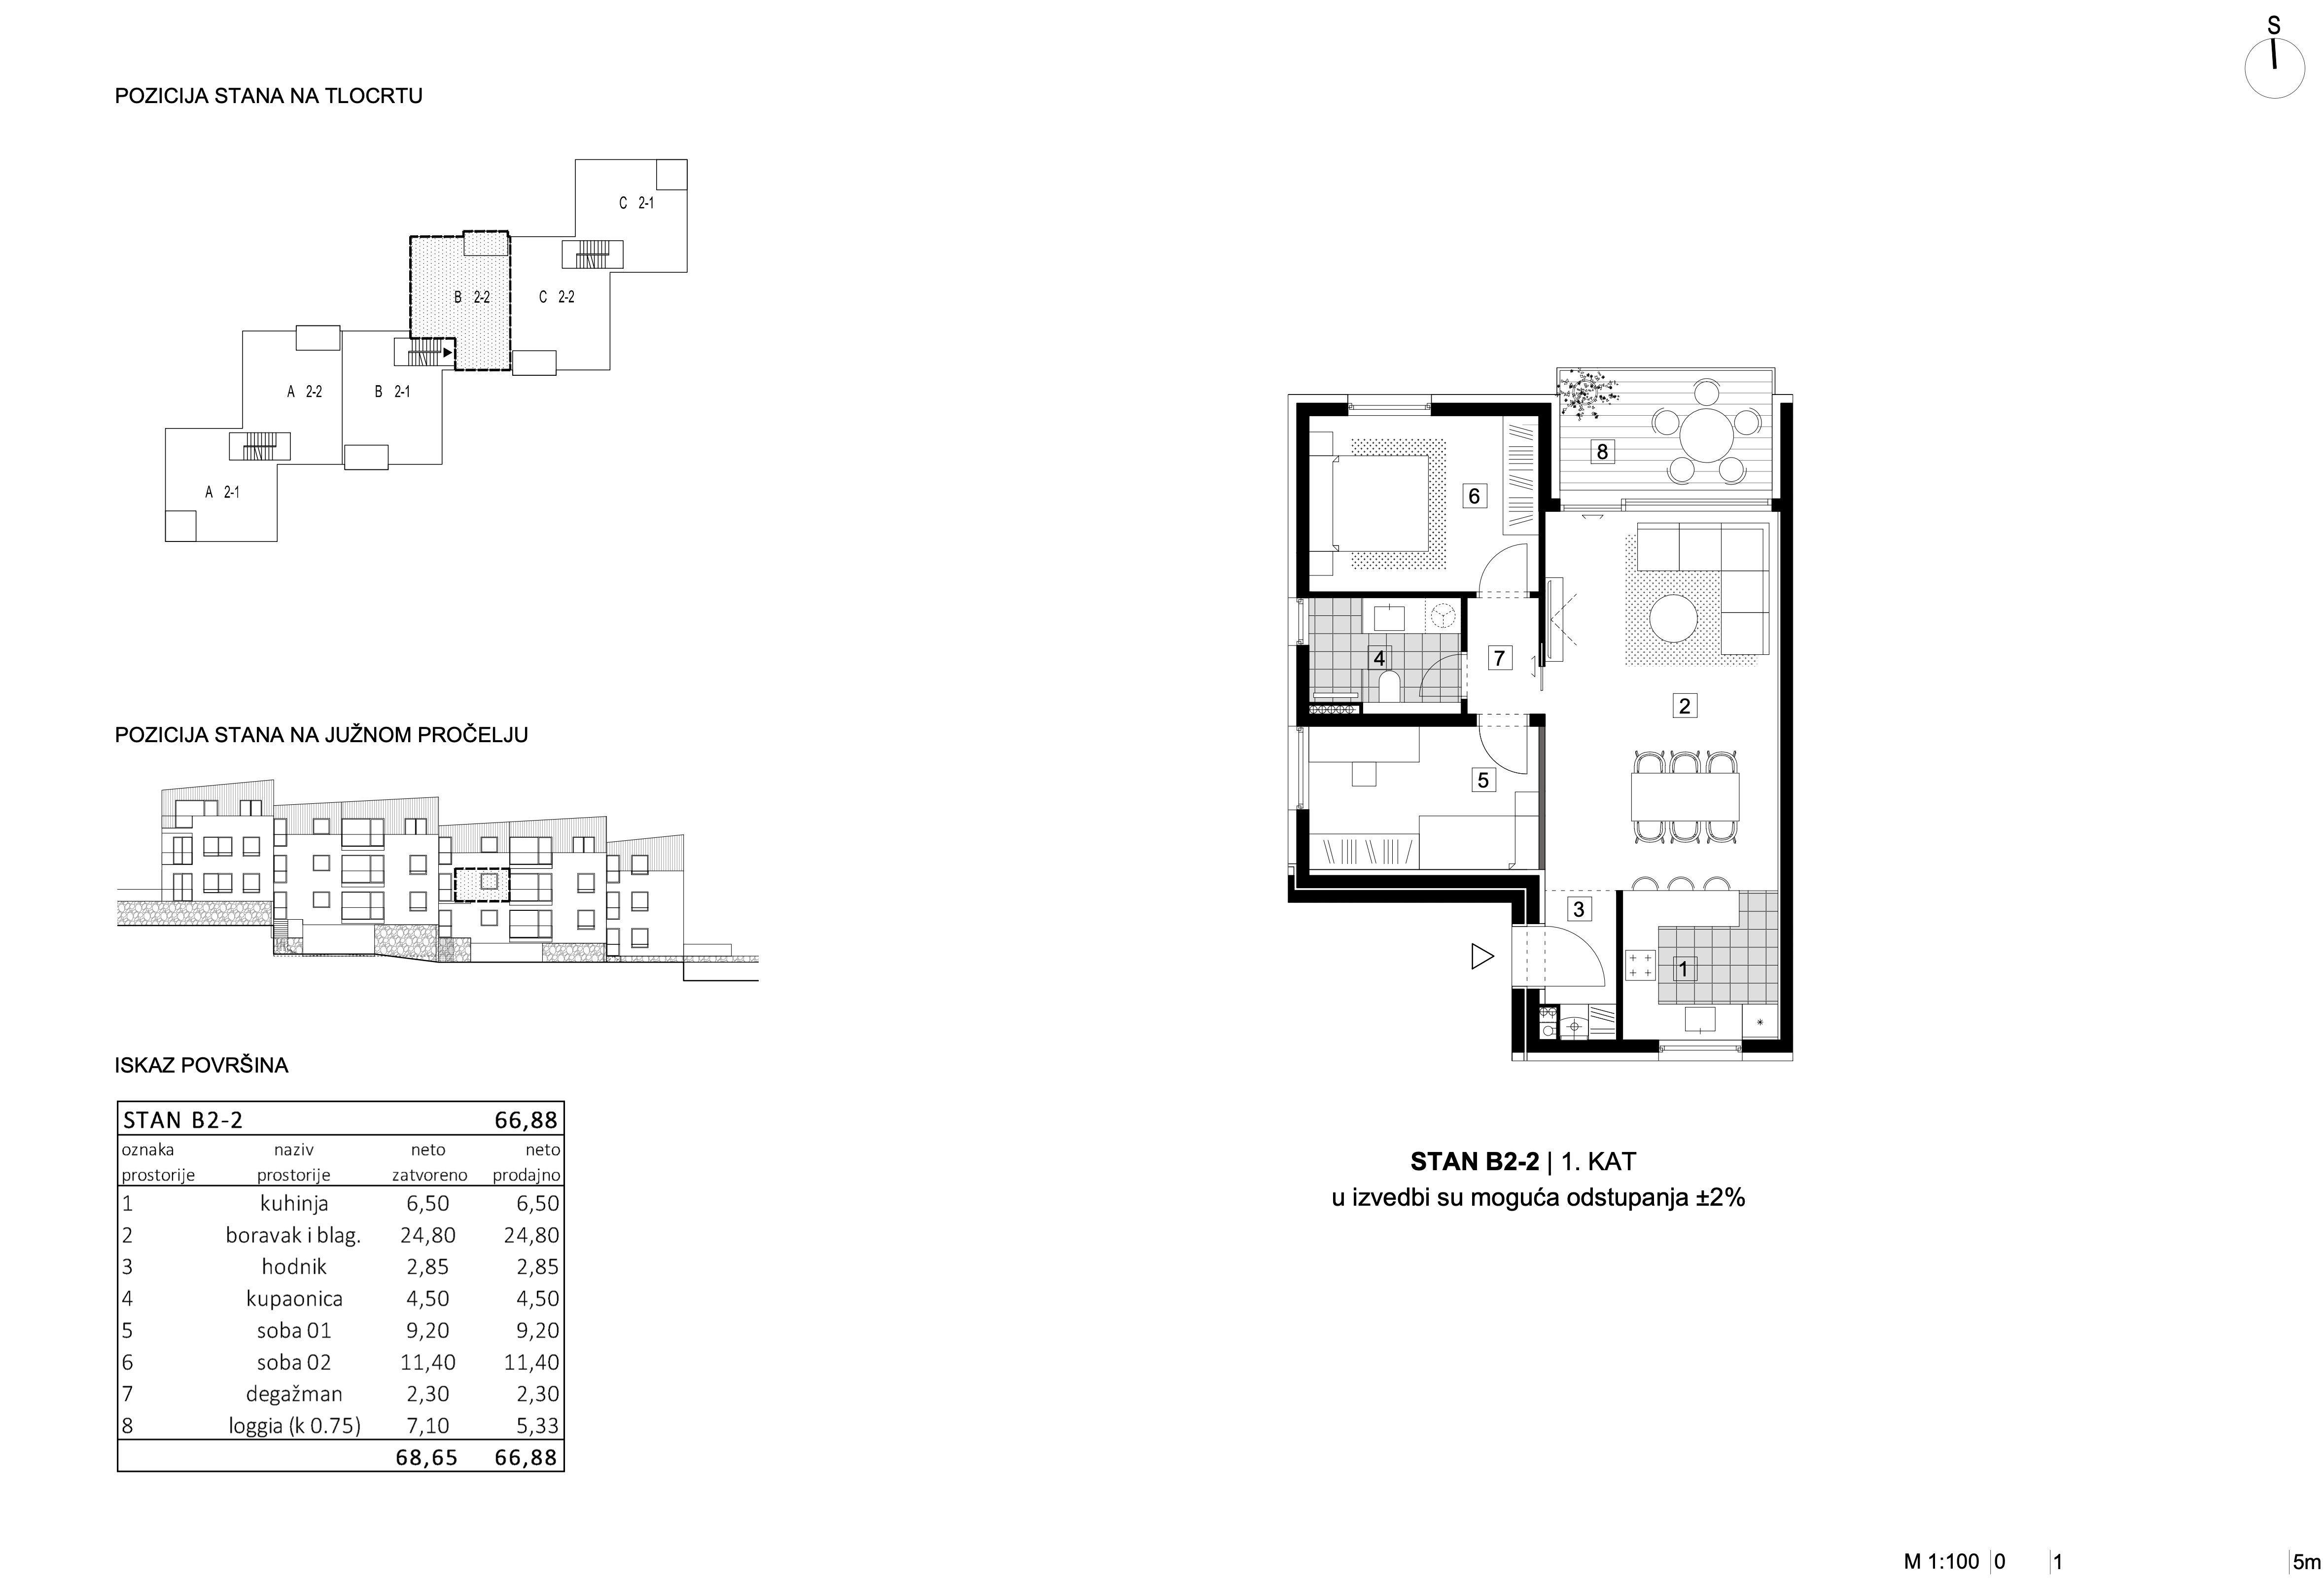 S
POZICIJA STANA NA TLOCRTU
C 2-1
B 2-2
C 2-2
A 2-2
B 2-1
A 2-1
8
6
4
7
2
5
3
1
POZICIJA STANA NA JUŽNOM PROČELJU
ISKAZ POVRŠINA
STAN B2-2 66,88
oznaka naziv neto neto
prostorije prostorije zatvoreno prodajno
1 kuhinja 6,50 6,50
2 boravak i blag. 24,80 24,80
3 hodnik 2,85 2,85
4 kupaonica 4,50 4,50
5 soba 01 9,20 9,20
6 soba 02 11,40 11,40
7 degažman 2,30 2,30
8 loggia (k 0.75) 7,10 5,33
68,65 66,88
STAN B2-2 | 1. KAT
u izvedbi su moguća odstupanja ±2%
M 1:100 0 1 5m